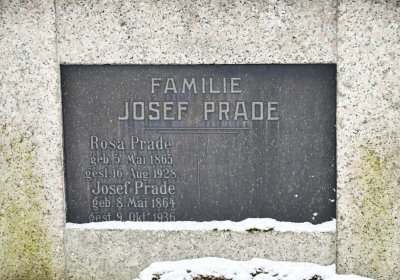 FAMILIE
JOSEF PRADE
Rosa Prade
geb. 5. Mai 1865
gest. 16. Aug. 1928.
Josef Prade
geb. 8. Mai 1864
gest. 9. Okt. 1936.